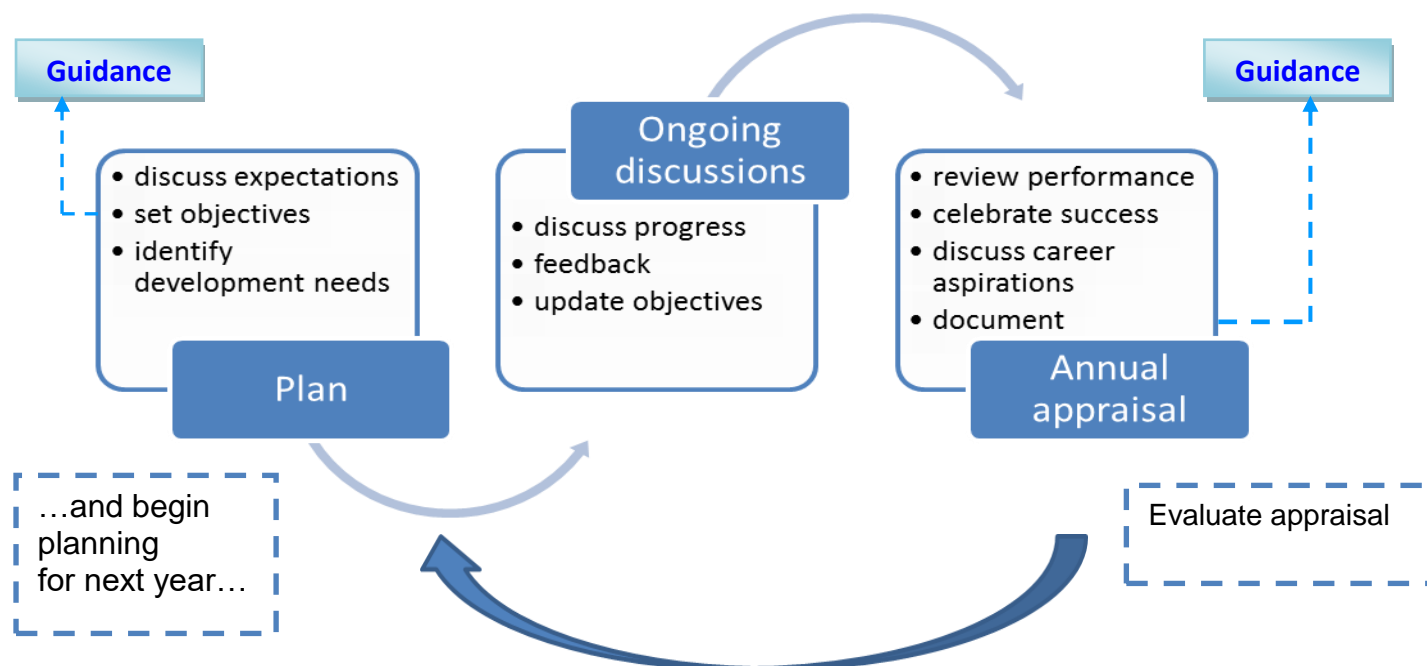 Guidance
Guidance
• discuss expectations
• set objectives
• identify
development needs
Plan
Ongoing
discussions
• discuss progress
• feedback
• update objectives
• review performance
• celebrate success
• discuss career
aspirations
• document
Annual
appraisal
…and begin
planning
for next year…
Evaluate appraisal